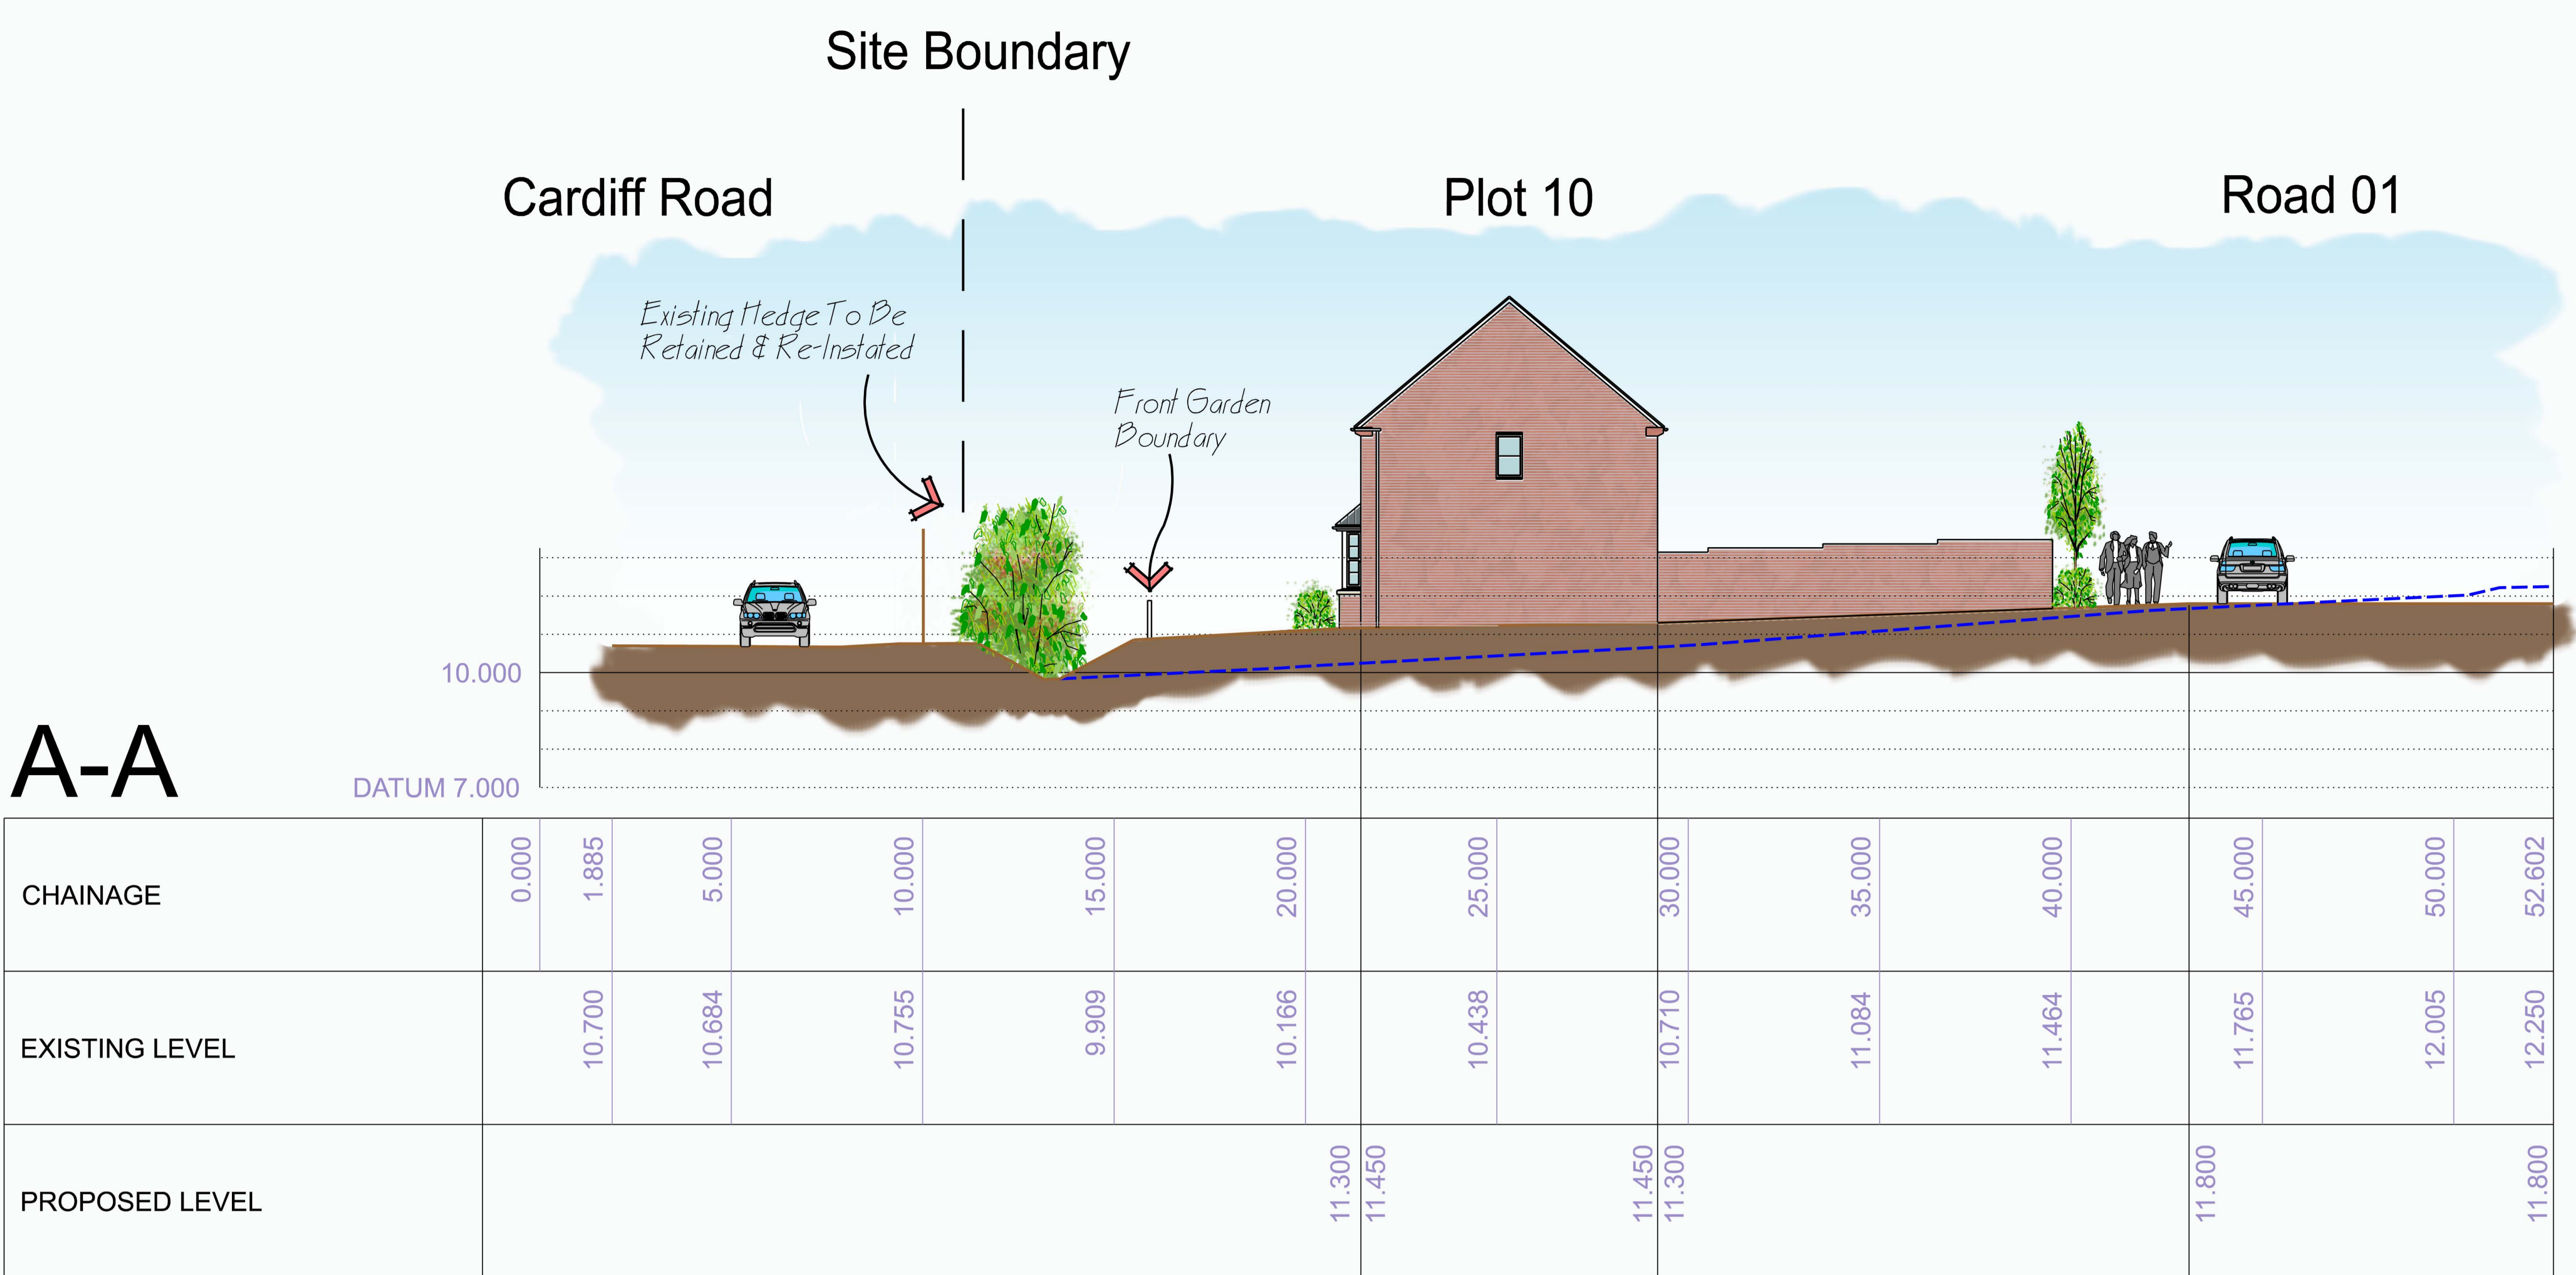 Site Boundary
Cardiff Road
Plot 10
Road 01
Existing Hedge To Be
Retained & Re-Instated
Front Garden
Boundary
10.000
A-A
DATUM 7.000
CHAINAGE
0.000
1.885
5.000
10.000
15.000
20.000
25.000
30.000
35.000
40.000
45.000
50.000
52.602
EXISTING LEVEL
10.700
10.684
10.755
9.909
10.166
10.438
10.710
11.084
11.464
11.765
12.005
12.250
PROPOSED LEVEL
11.300
11.450
11.450
11.300
11.800
11.800